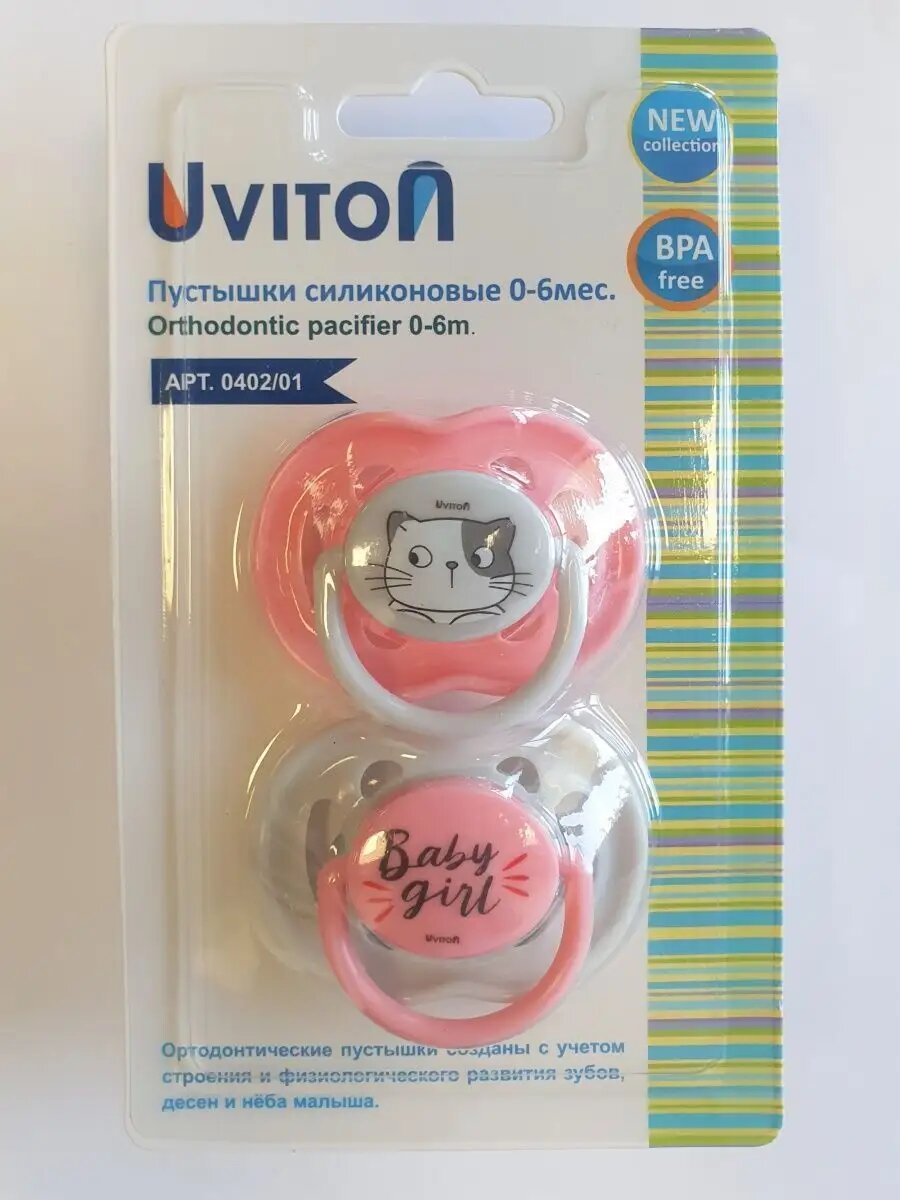 UVITON
NEW
collection
BPA
free
Пустышки силиконовые 0-6мес.
Orthodontic pacifier 0-6m.
АРТ. 0402/01
UVITON
Baby
girl
UVITON
Ортодонтические пустышки созданы с учетом
строения и физиологического развития зубов,
десен и нёба малыша.